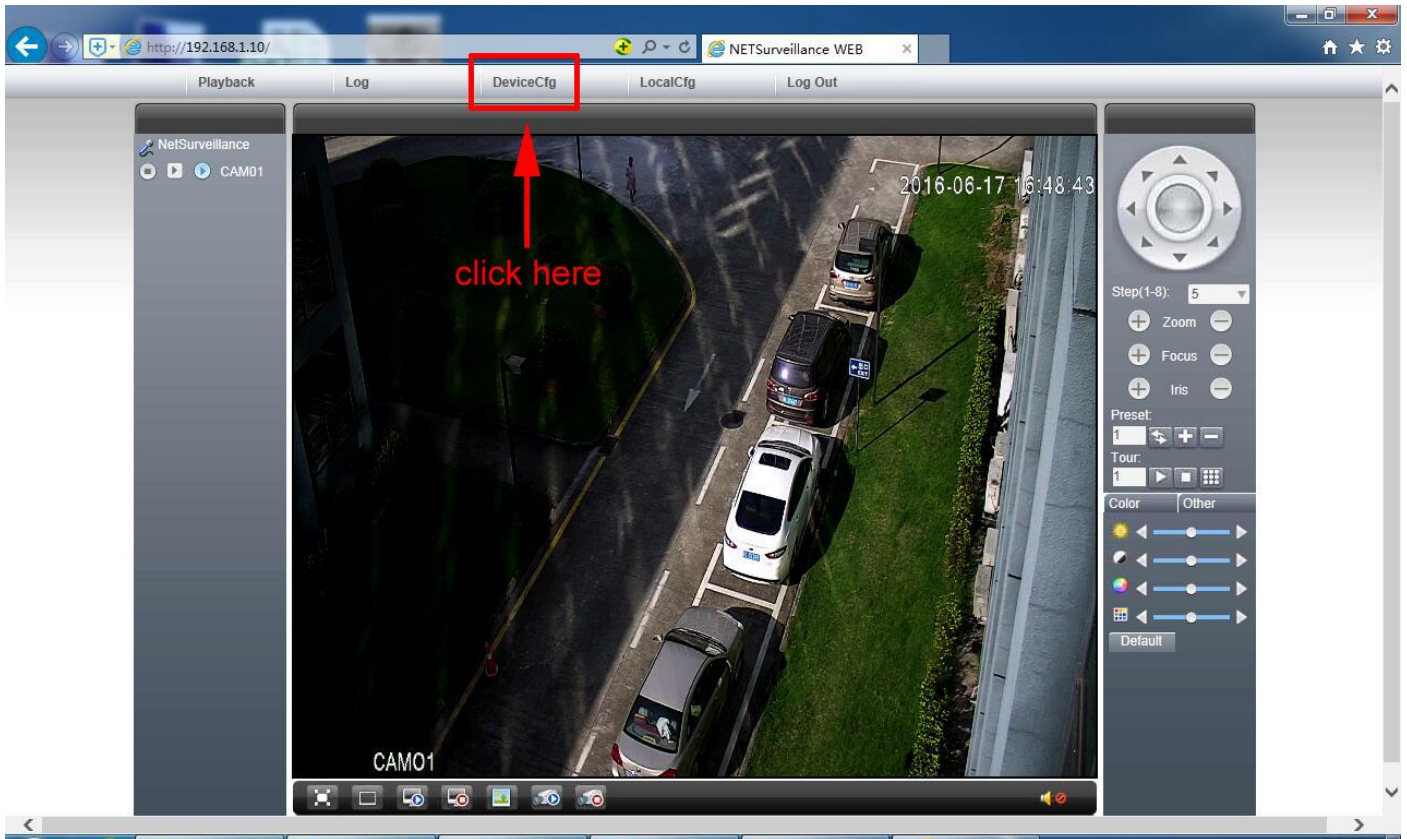 http://192.168.1.10/
NETSurveillance WEB
Playback Log DeviceCfg LocalCfg Log Out
NetSurveillance
CAM01
2016-06-17 16:48:43
click here
CAM01
Step(1-8): 5
Zoom
Focus
Iris
Preset:
1
Tour:
1
Color Other
Default